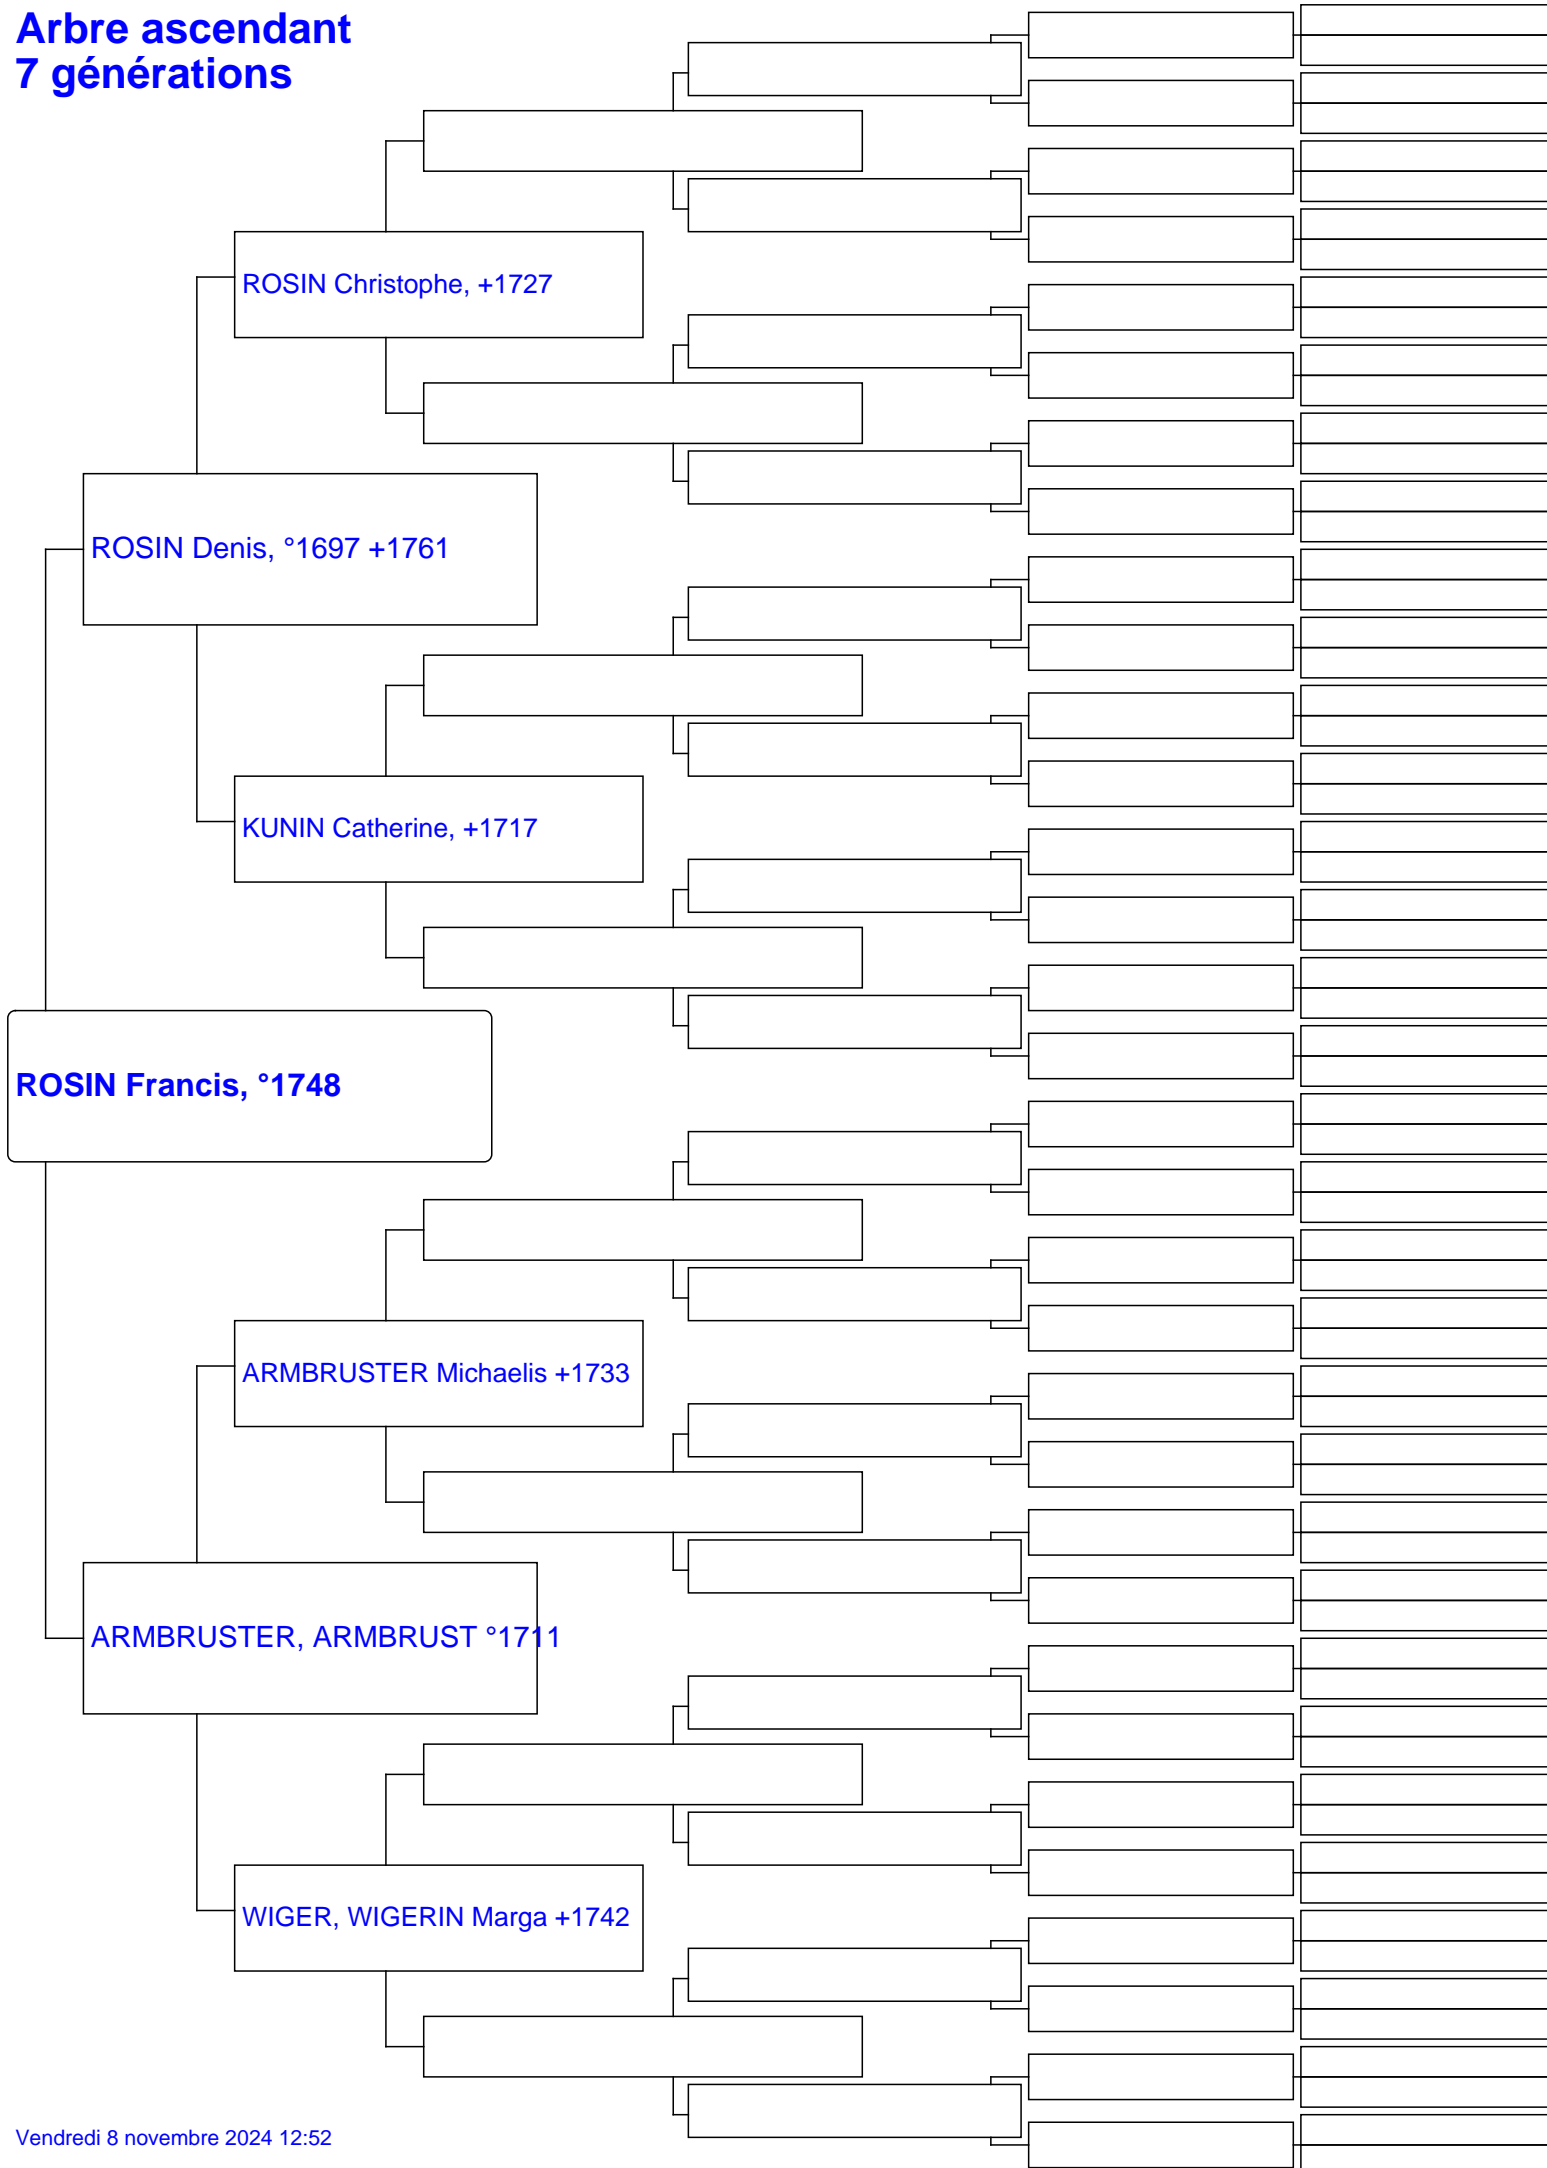 Arbre ascendant
7 générations
ROSIN Christophe, +1727
ROSIN Denis, °1697 +1761
KUNIN Catherine, +1717
ROSIN Francis, °1748
ARMBRUSTER Michaelis +1733
ARMBRUSTER, ARMBRUST °1711
WIGER, WIGERIN Marga +1742
Vendredi 8 novembre 2024 12:52